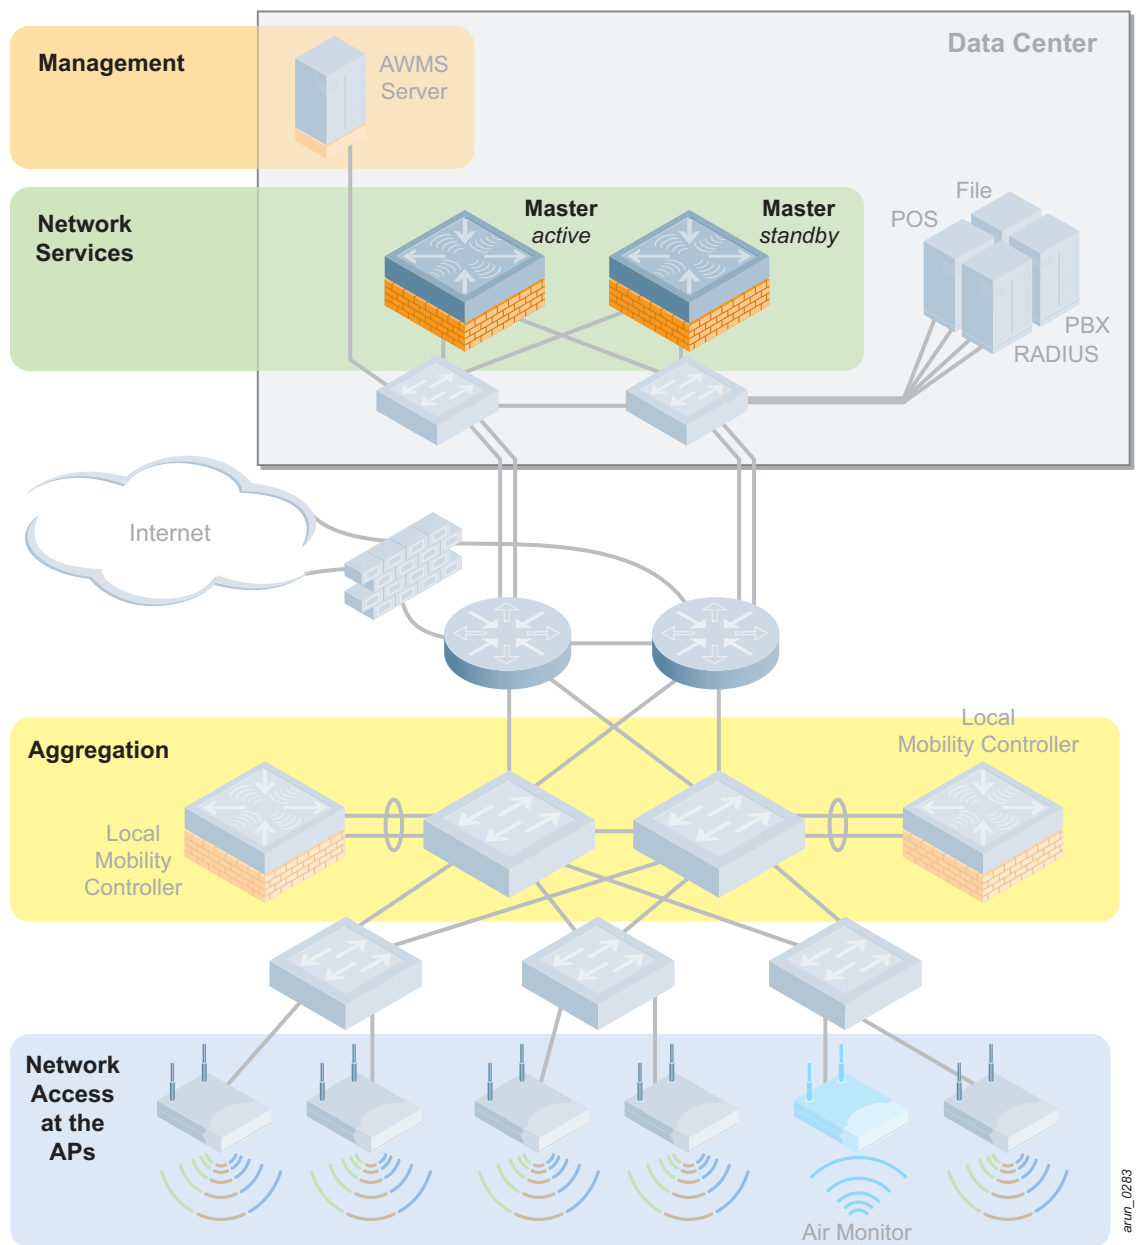 Data Center
Management
AWMS
Server
Network
Services
Master
active
Master
standby
File
POS
PBX
RADIUS
Internet
Aggregation
Local
Mobility Controller
Local
Mobility
Controller
Network
Access
at the
APs
Air Monitor
arun_0283